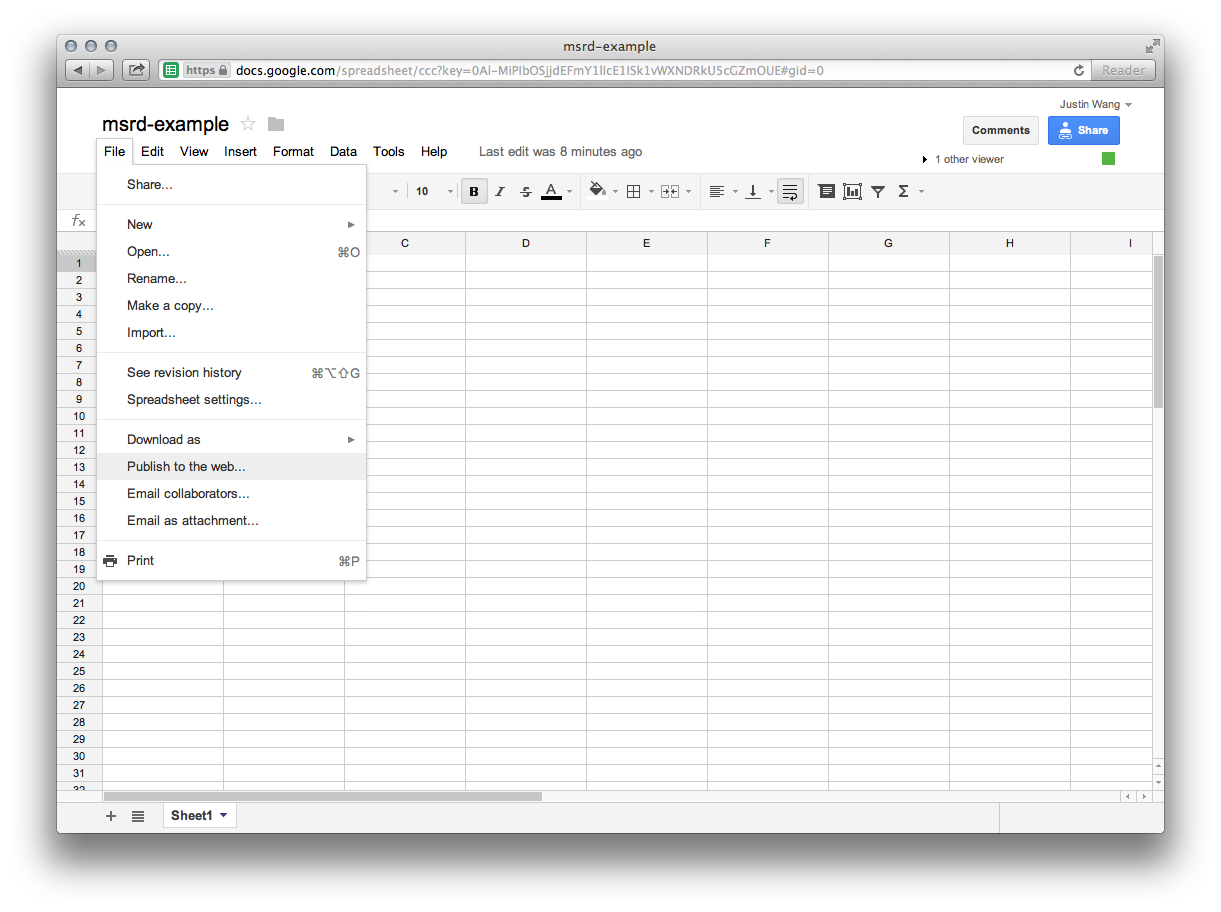 msrd-example
https docs.google.com/spreadsheet/ccc?key=0Al-MiPlbOSjjdEFmY1lIcE1ISk1vWXNDRkU5cGZmOUE#gid=0 Reader
Justin Wang
msrd-example
Comments Share
File Edit View Insert Format Data Tools Help Last edit was 8 minutes ago
1 other viewer
Share...
10 B I S A Σ
fx
New
Open... ⌘O
Rename...
Make a copy...
Import...
See revision history ⌘⌥⇧G
Spreadsheet settings...
Download as
Publish to the web...
Email collaborators...
Email as attachment...
Print ⌘P
C D E F G H I
1
2
3
4
5
6
7
8
9
10
11
12
13
14
15
16
17
18
19
20
21
22
23
24
25
26
27
28
29
30
31
32
Sheet1